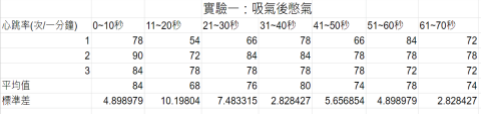 實驗一：吸氣後憋氣
心跳率(次/一分鐘) 0~10秒 11~20秒 21~30秒 31~40秒 41~50秒 51~60秒 61~70秒
1 78 54 66 78 66 84 72
2 90 72 84 84 78 78 78
3 84 78 78 78 78 72 72
平均值 84 68 76 80 74 78 74
標準差 4.898979 10.19804 7.483315 2.828427 5.656854 4.898979 2.828427